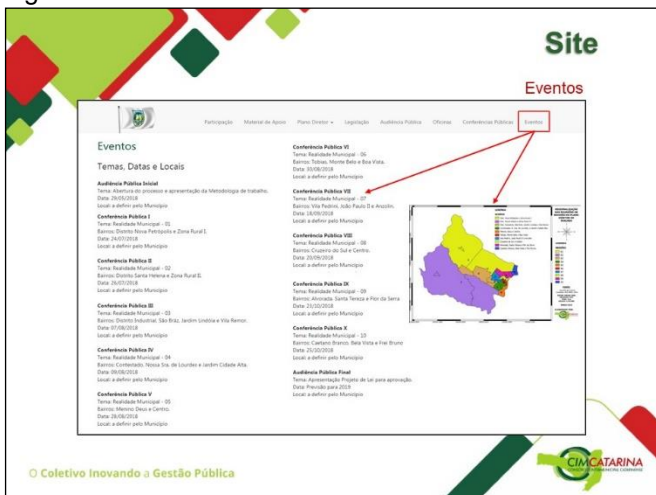 Site
Eventos
Participação Material de Apoio Plano Diretor Legislação Audiência Pública Oficinas Conferências Públicas Eventos
Eventos
Temas, Datas e Locais
Audiência Pública Inicial
Tema: Abertura do processo e apresentação da Metodologia de trabalho.
Data: 29/05/2018
Local: a definir pelo Município
Conferência Pública I
Tema: Realidade Municipal - 01
Bairros: Distrito Nova Petrópolis e Zona Rural I.
Data: 24/07/2018
Local: a definir pelo Município
Conferência Pública II
Tema: Realidade Municipal - 02
Bairros: Distrito Santa Helena e Zona Rural II.
Data: 26/07/2018
Local: a definir pelo Município
Conferência Pública III
Tema: Realidade Municipal - 03
Bairros: Distrito Industrial, São Braz, Jardim Lindóia e Vila Remor.
Data: 07/08/2018
Local: a definir pelo Município
Conferência Pública IV
Tema: Realidade Municipal - 04
Bairros: Contestado, Nossa Sra. de Lourdes e Jardim Cidade Alta.
Data: 09/08/2018
Local: a definir pelo Município
Conferência Pública V
Tema: Realidade Municipal - 05
Bairros: Menino Deus e Centro.
Data: 28/08/2018
Local: a definir pelo Município
Conferência Pública VI
Tema: Realidade Municipal - 06
Bairros: Tobias, Monte Belo e Boa Vista.
Data: 30/08/2018
Local: a definir pelo Município
Conferência Pública VII
Tema: Realidade Municipal - 07
Bairros: Vila Pedrini, João Paulo II e Anzolin.
Data: 18/09/2018
Local: a definir pelo Município
Conferência Pública VIII
Tema: Realidade Municipal - 08
Bairros: Cruzeiro do Sul e Centro.
Data: 20/09/2018
Local: a definir pelo Município
Conferência Pública IX
Tema: Realidade Municipal - 09
Bairros: Alvorada, Santa Tereza e Flor da Serra.
Data: 23/10/2018
Local: a definir pelo Município
Conferência Pública X
Tema: Realidade Municipal - 10
Bairros: Caetano Branco, Bela Vista e Frei Bruno
Data: 25/10/2018
Local: a definir pelo Município
Audiência Pública Final
Tema: Apresentação Projeto de Lei para aprovação.
Data: Previsão para 2019
Local: a definir pelo Município
O Coletivo Inovando a Gestão Pública
CIMCATARINA